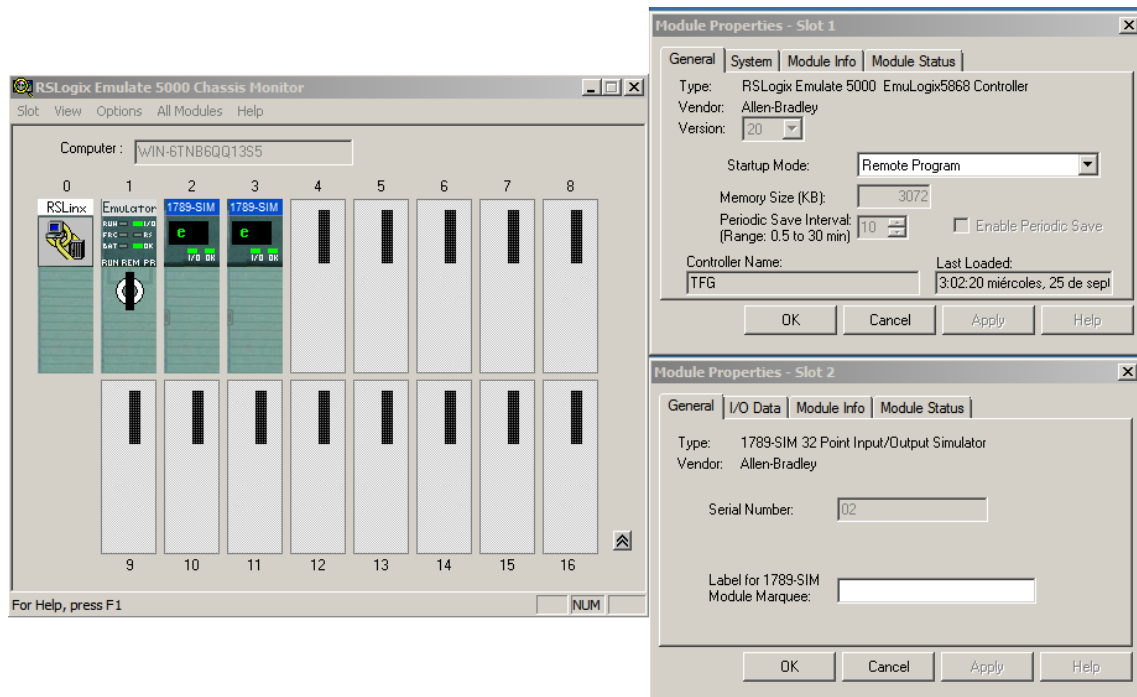 RSLogix Emulate 5000 Chassis Monitor
Slot View Options All Modules Help
Computer : WIN-6TNB6QQ13S5
0 1 2 3 4 5 6 7 8
RSLinx Emulator 1789-SIM 1789-SIM
RUN I/O
FRC RS
BAT OK
RUN REM PR
e e
I/O OK I/O OK
9 10 11 12 13 14 15 16
For Help, press F1 NUM
Module Properties - Slot 1
General System Module Info Module Status
Type: RSLogix Emulate 5000 EmuLogix5868 Controller
Vendor: Allen-Bradley
Version: 20
Startup Mode: Remote Program
Memory Size (KB): 3072
Periodic Save Interval:
(Range: 0.5 to 30 min) 10 Enable Periodic Save
Controller Name: Last Loaded:
TFG 3:02:20 miércoles, 25 de sept
OK Cancel Apply Help
Module Properties - Slot 2
General I/O Data Module Info Module Status
Type: 1789-SIM 32 Point Input/Output Simulator
Vendor: Allen-Bradley
Serial Number: 02
Label for 1789-SIM
Module Marquee:
OK Cancel Apply Help